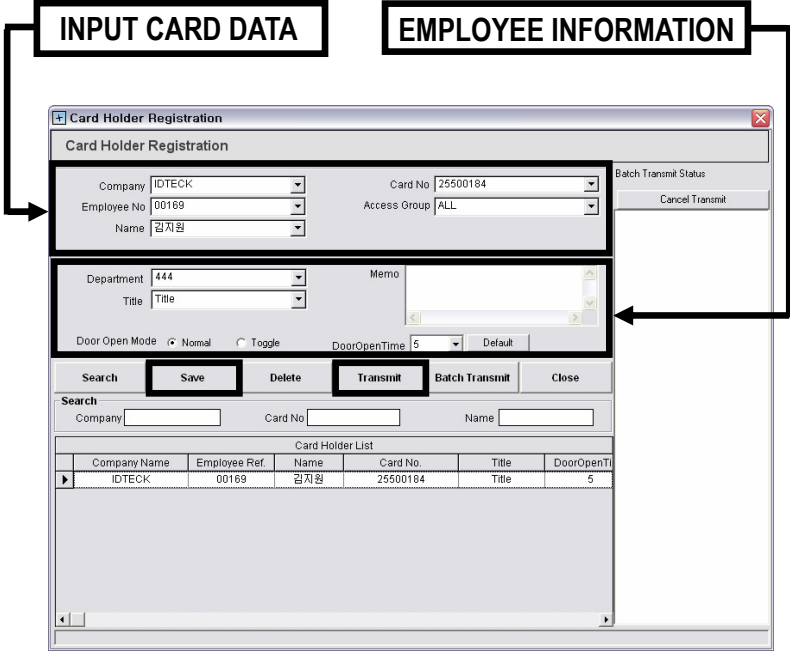 INPUT CARD DATA
EMPLOYEE INFORMATION
Card Holder Registration
Card Holder Registration
Company IDTECK Card No 25500184
Employee No 00169 Access Group ALL
Name 김지원
Batch Transmit Status
Cancel Transmit
Department 444 Memo
Title Title
Door Open Mode Normal Toggle DoorOpenTime 5 Default
Search Save Delete Transmit Batch Transmit Close
Search
Company Card No Name
Card Holder List
Company Name Employee Ref. Name Card No. Title DoorOpenTi
IDTECK 00169 김지원 25500184 Title 5